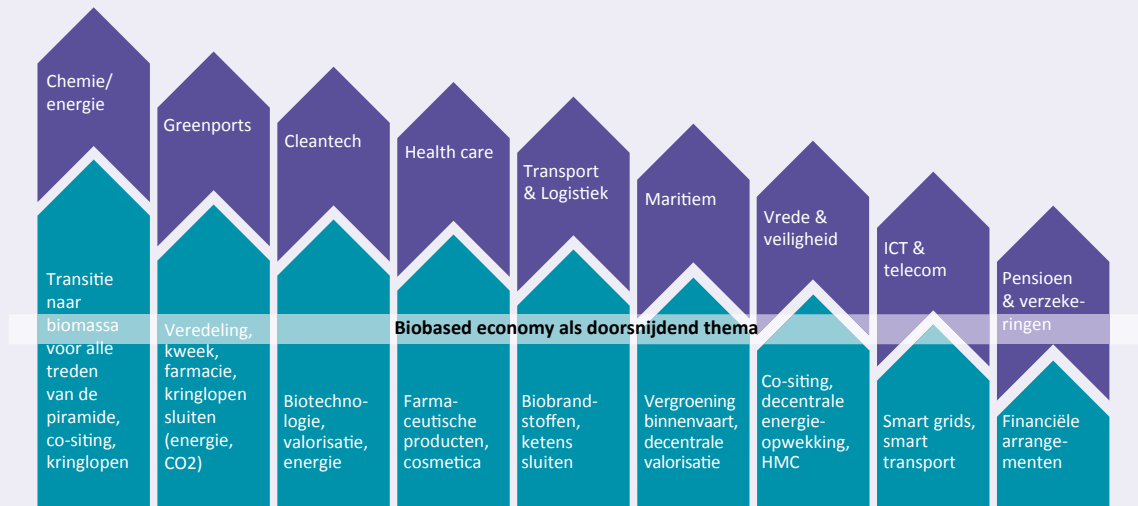 Chemie/
energie
Greenports
Cleantech
Health care
Transport
& Logistiek
Maritiem
Vrede &
veiligheid
ICT &
telecom
Pensioen
& verzeke-
ringen
Biobased economy als doorsnijdend thema
Transitie
naar
biomassa
voor alle
treden
van de
piramide,
co-siting,
kringlopen
Veredeling,
kweek,
farmacie,
kringlopen
sluiten
(energie,
CO2)
Biotechno-
logie,
valorisatie,
energie
Farma-
ceutische
producten,
cosmetica
Biobrand-
stoffen,
ketens
sluiten
Vergroening
binnenvaart,
decentrale
valorisatie
Co-siting,
decentrale
energie-
opwekking,
HMC
Smart grids,
smart
transport
Financiële
arrange-
menten